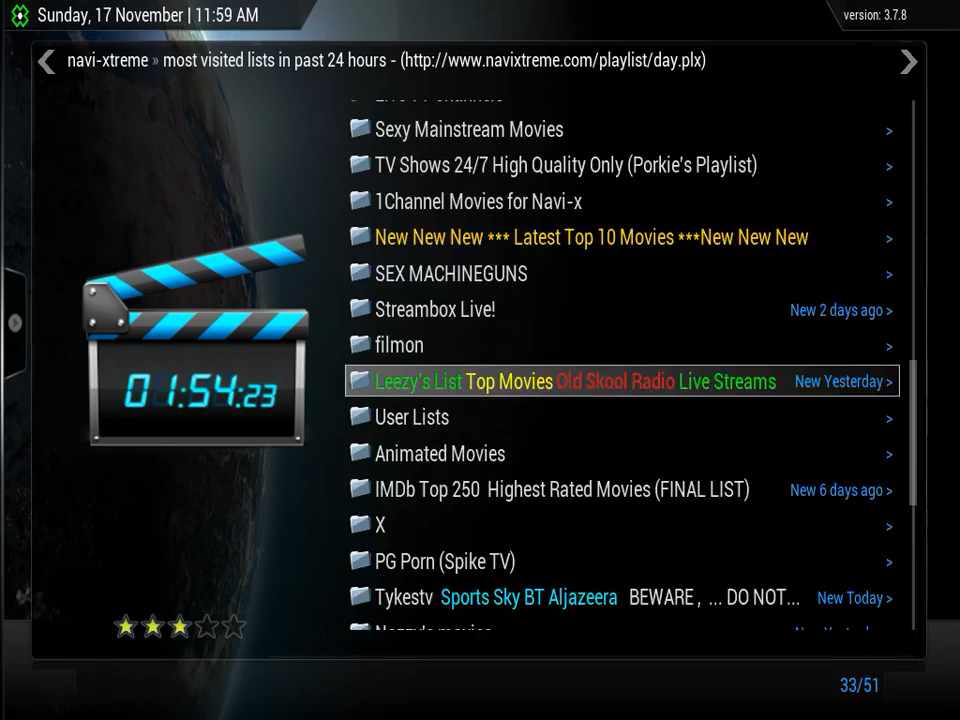 Sunday, 17 November | 11:59 AM
version: 3.7.8
navi-xtreme » most visited lists in past 24 hours - (http://www.navixtreme.com/playlist/day.plx)
Sexy Mainstream Movies >
TV Shows 24/7 High Quality Only (Porkie's Playlist) >
1Channel Movies for Navi-x >
New New New *** Latest Top 10 Movies ***New New New >
SEX MACHINEGUNS >
Streambox Live! New 2 days ago >
filmon >
Leezy's List Top Movies Old Skool Radio Live Streams New Yesterday >
User Lists >
Animated Movies >
IMDb Top 250 Highest Rated Movies (FINAL LIST) New 6 days ago >
X >
PG Porn (Spike TV) >
Tykestv Sports Sky BT Aljazeera BEWARE , ... DO NOT... New Today >
01:54:23
33/51